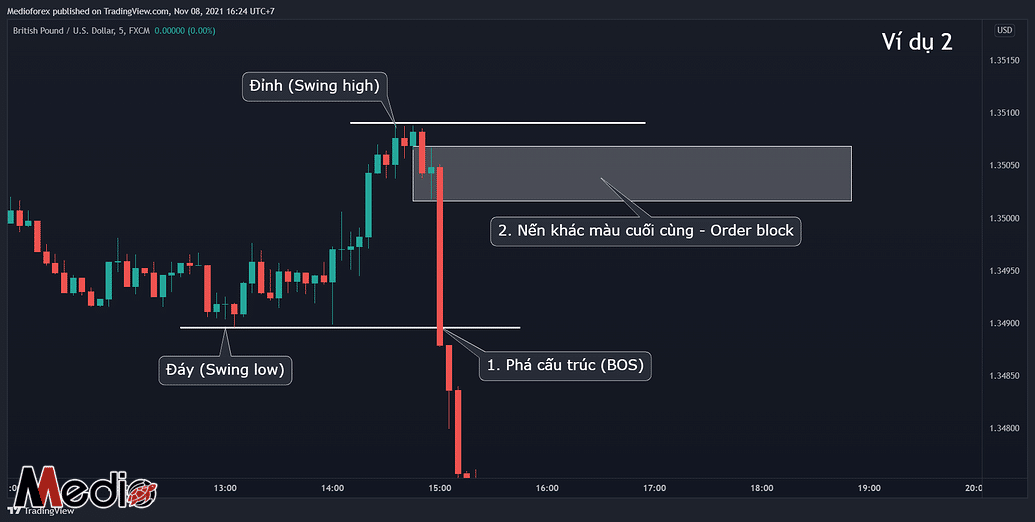 Medioforex published on TradingView.com, Nov 08, 2021 16:24 UTC+7
British Pound / U.S. Dollar, 5, FXCM 0.00000 (0.00%)
Ví dụ 2
USD
1.35150
Đỉnh (Swing high)
1.35100
1.35050
1.35000
2. Nến khác màu cuối cùng - Order block
1.34950
1.34900
Đáy (Swing low)
1. Phá cấu trúc (BOS)
1.34850
1.34800
Medio
13:00 14:00 15:00 16:00 17:00 18:00 19:00 20:0
TradingView